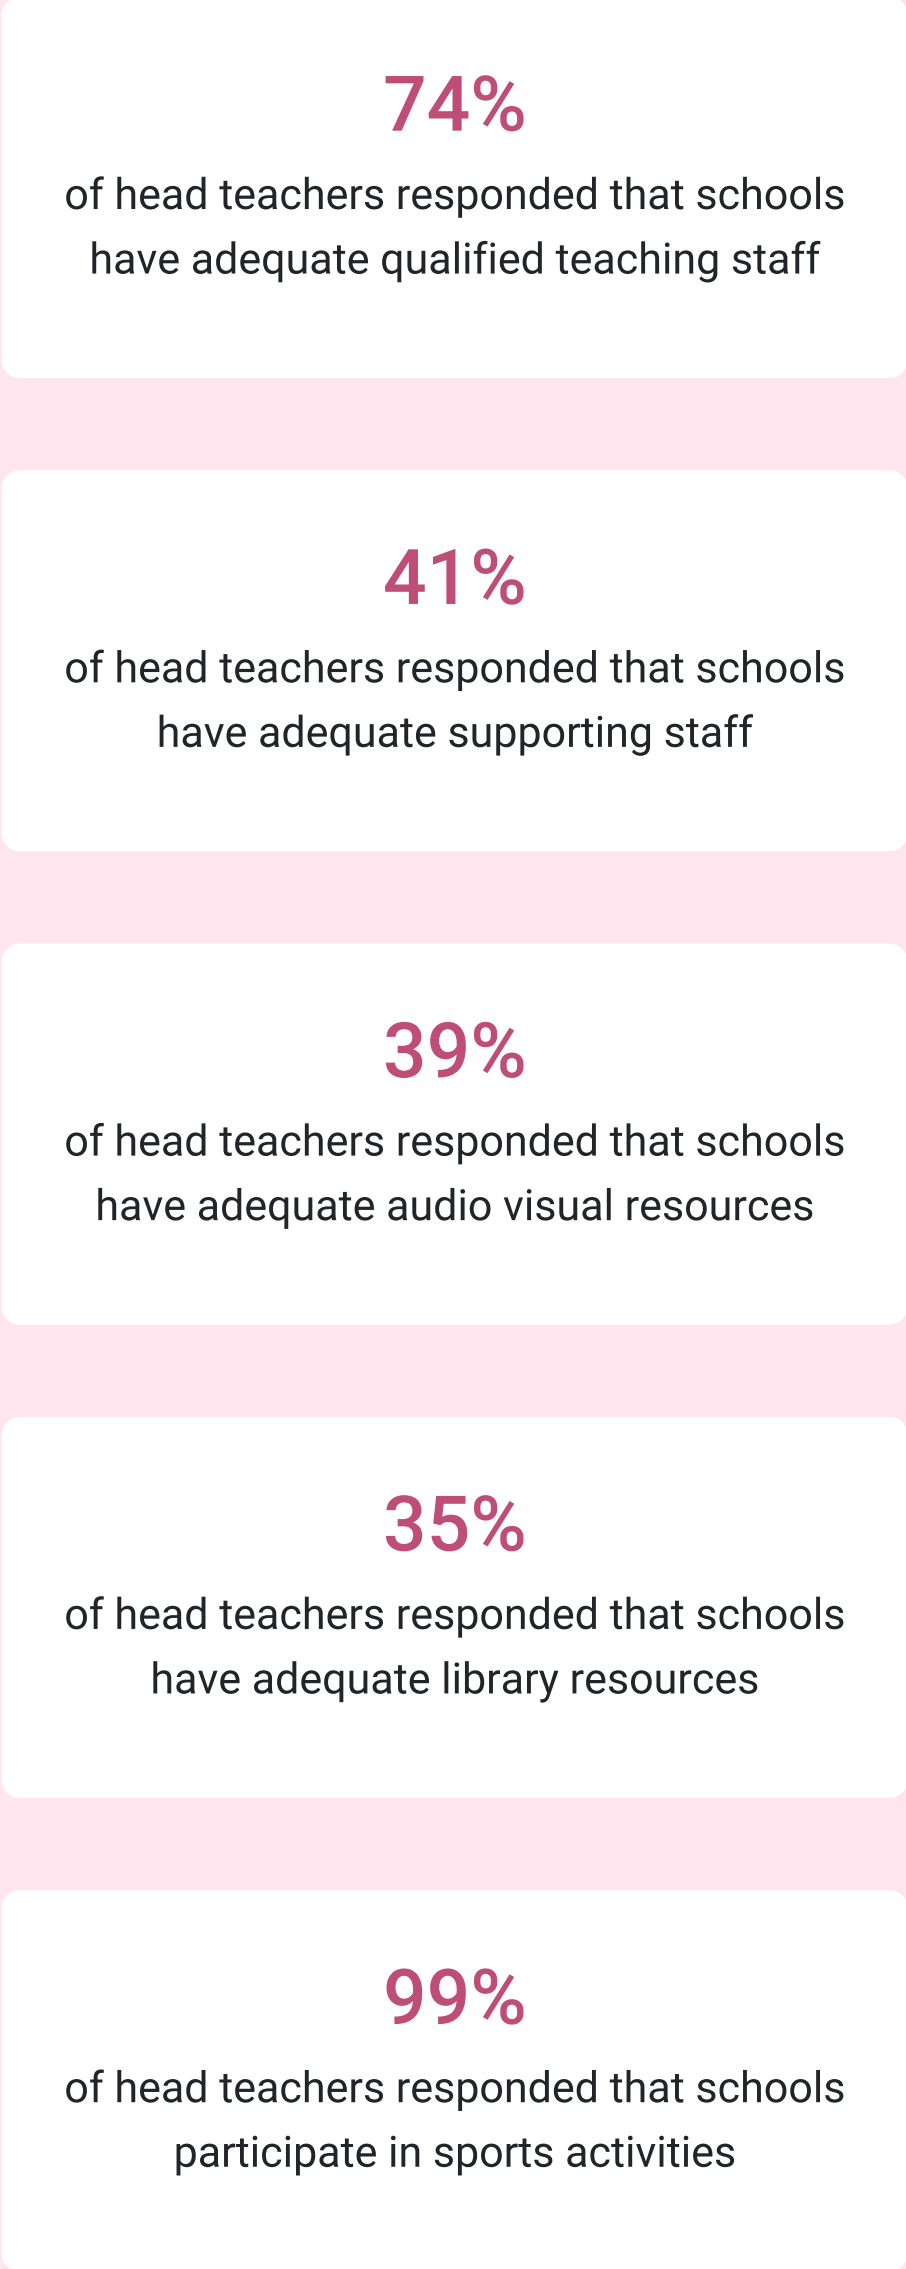 74%
of head teachers responded that schools
have adequate qualified teaching staff
41%
of head teachers responded that schools
have adequate supporting staff
39%
of head teachers responded that schools
have adequate audio visual resources
35%
of head teachers responded that schools
have adequate library resources
99%
of head teachers responded that schools
participate in sports activities